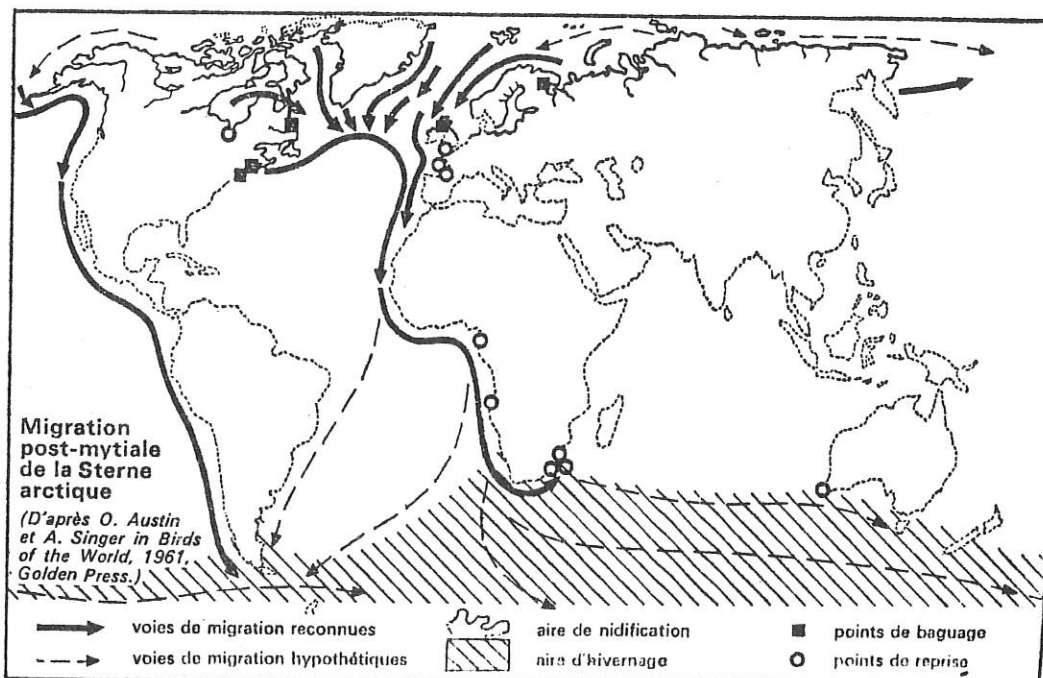 Migration
post-mytiale
de la Sterne
arctique
(D'après O. Austin
et A. Singer in Birds
of the World, 1961,
Golden Press.)
voies de migration reconnues
voies de migration hypothétiques
aire de nidification
aire d'hivernage
points de baguage
points de reprise